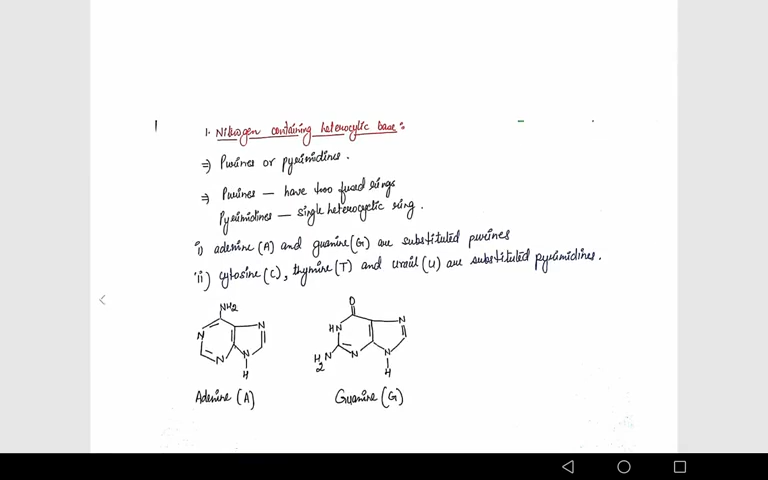 1. Nitrogen containing heterocylic base :-
⇒ Purines or pyrimidines.
⇒ Purines — have two fused rings
Pyrimidines — single heterocyclic ring.
i) adenine (A) and guanine (G) are substituted purines
ii) cytosine (C), thymine (T) and uracil (U) are substituted pyrimidines.
NH2
N
N
N
N
H
O
HN
N
H2N
N
N
H
Adenine (A)
Guanine (G)